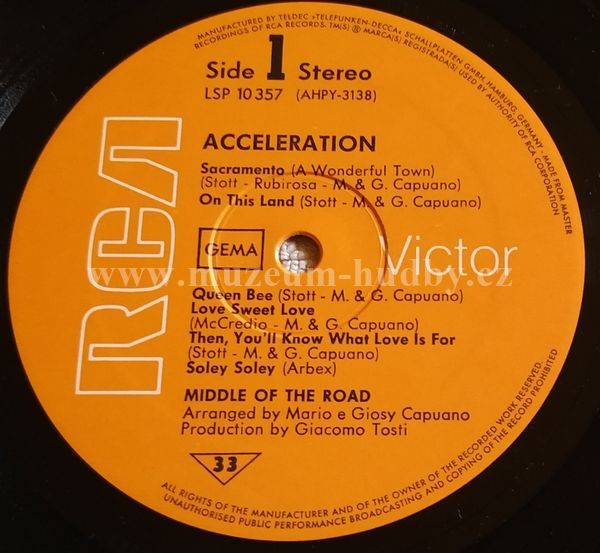 MANUFACTURED BY TELDEC »TELEFUNKEN-DECCA« SCHALLPLATTEN GMBH, HAMBURG, GERMANY - MADE FROM MASTER
RECORDINGS OF RCA RECORDS. TM(S) ® MARCA(S) REGISTRADA(S) USED BY AUTHORITY OF RCA CORPORATION
Side 1 Stereo
LSP 10357 (AHPY-3138)
ACCELERATION
Sacramento (A Wonderful Town)
(Stott - Rubirosa - M. & G. Capuano)
On This Land (Stott - M. & G. Capuano)
RCA
GEMA
Victor
www.muzeum-hudby.cz
Queen Bee (Stott - M. & G. Capuano)
Love Sweet Love
(McCredio - M. & G. Capuano)
Then, You'll Know What Love Is For
(Stott - M. & G. Capuano)
Soley Soley (Arbex)
MIDDLE OF THE ROAD
Arranged by Mario e Giosy Capuano
Production by Giacomo Tosti
33
ALL RIGHTS OF THE MANUFACTURER AND OF THE OWNER OF THE RECORDED WORK RESERVED.
UNAUTHORISED PUBLIC PERFORMANCE BROADCASTING AND COPYING OF THE RECORD PROHIBITED